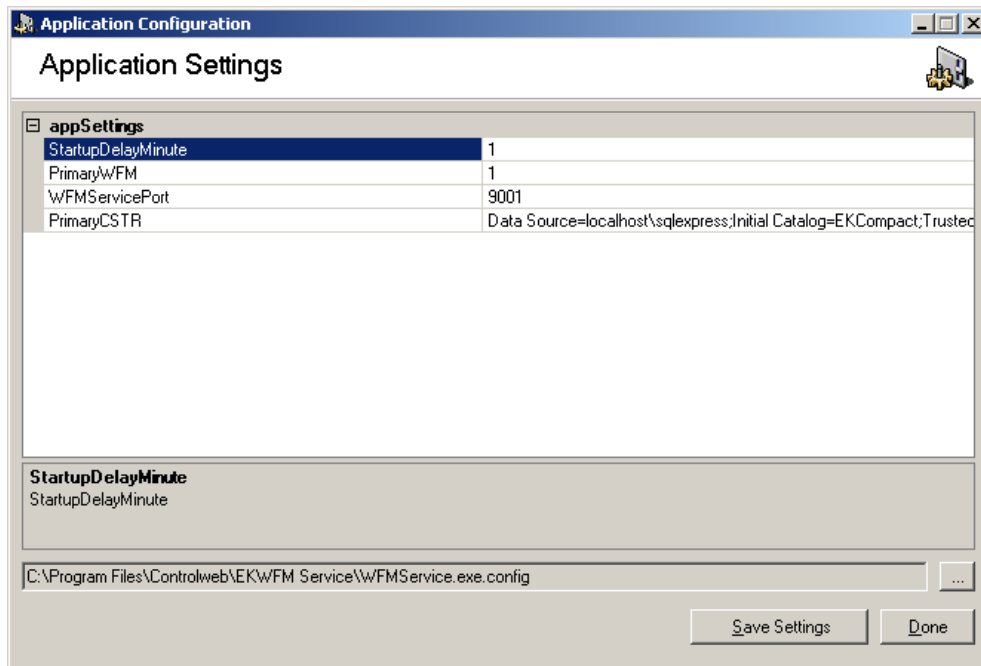 Application Configuration
Application Settings
appSettings
StartupDelayMinute 1
PrimaryWFM 1
WFMServicePort 9001
PrimaryCSTR Data Source=localhost\sqlexpress;Initial Catalog=EKCompact;Trusted
StartupDelayMinute
StartupDelayMinute
C:\Program Files\Controlweb\EKWFM Service\WFMService.exe.config
...
Save Settings Done